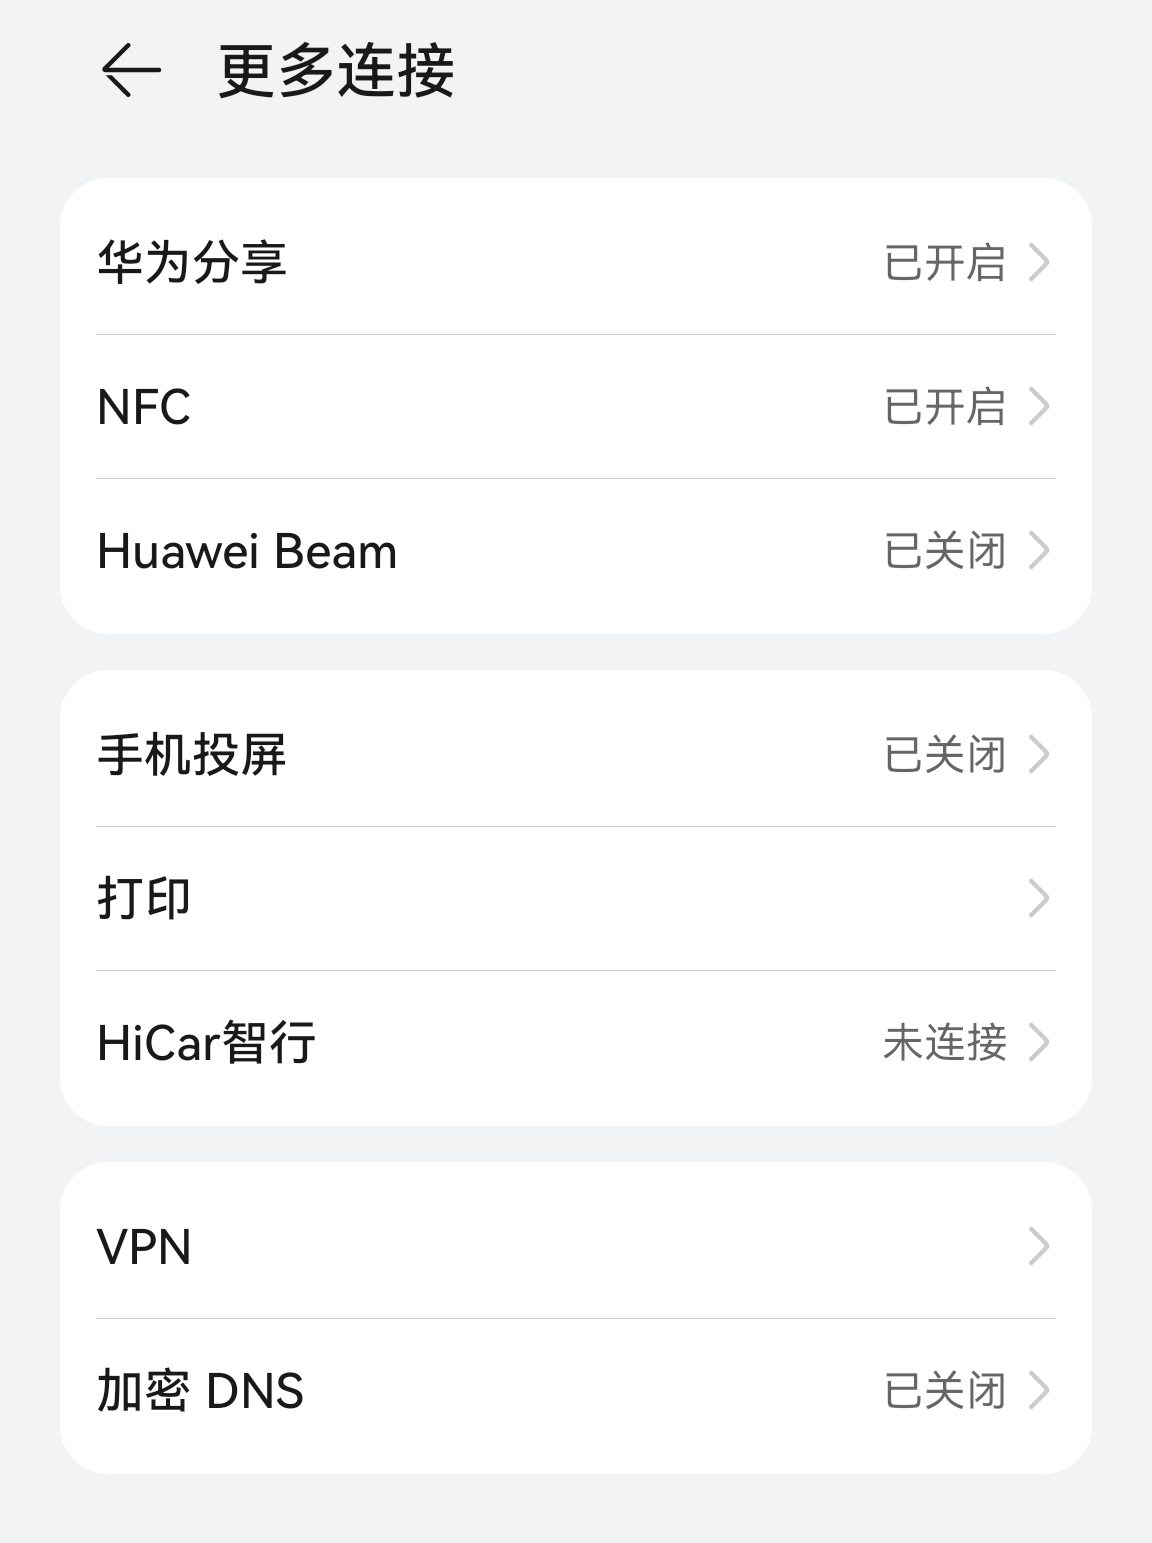 更多连接
华为分享 已开启
NFC 已开启
Huawei Beam 已关闭
手机投屏 已关闭
打印
HiCar智行 未连接
VPN
加密 DNS 已关闭